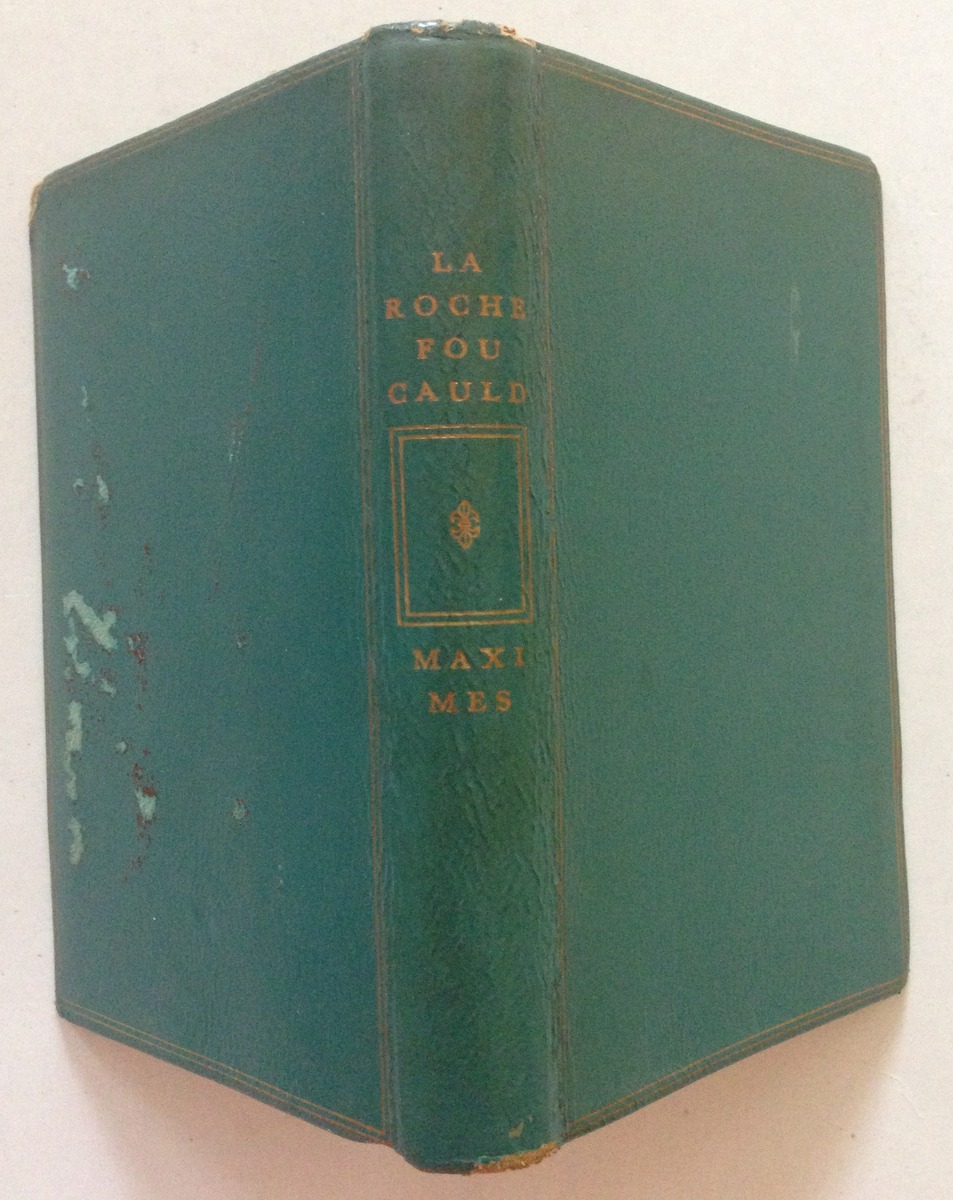 LA
ROCHE
FOU
CAULD
MAXI
MES